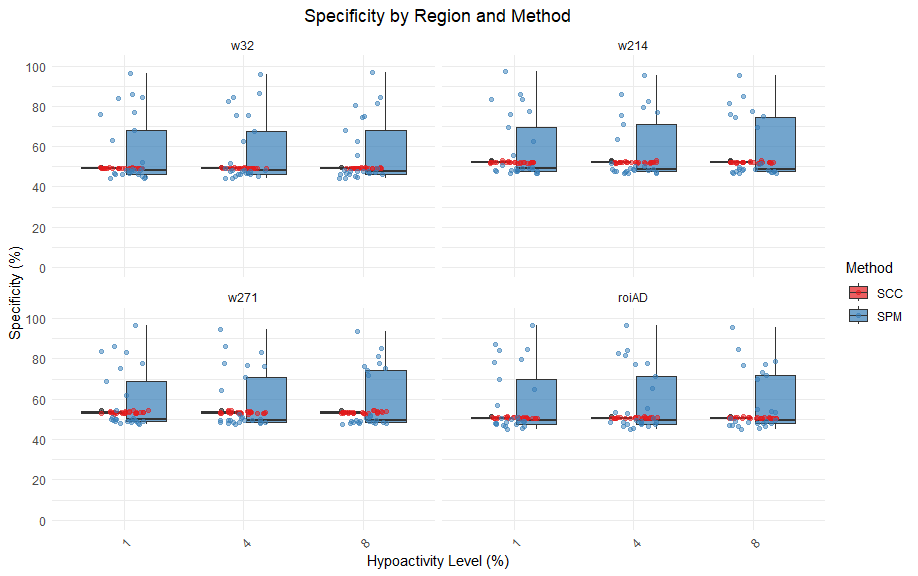 Specificity by Region and Method
w32
w214
100
80
60
40
20
0
w271
roiAD
100
80
60
40
20
0
1
4
8
1
4
8
Hypoactivity Level (%)
Specificity (%)
Method
SCC
SPM